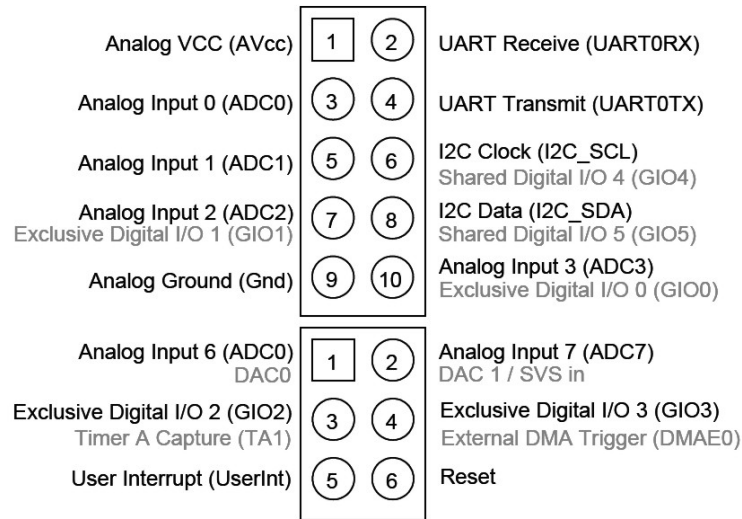 Analog VCC (AVcc) 1 2 UART Receive (UART0RX)
Analog Input 0 (ADC0) 3 4 UART Transmit (UART0TX)
Analog Input 1 (ADC1) 5 6 I2C Clock (I2C_SCL)
Shared Digital I/O 4 (GIO4)
Analog Input 2 (ADC2) 7 8 I2C Data (I2C_SDA)
Exclusive Digital I/O 1 (GIO1) Shared Digital I/O 5 (GIO5)
Analog Ground (Gnd) 9 10 Analog Input 3 (ADC3)
Exclusive Digital I/O 0 (GIO0)
Analog Input 6 (ADC0) 1 2 Analog Input 7 (ADC7)
DAC0 DAC 1 / SVS in
Exclusive Digital I/O 2 (GIO2) 3 4 Exclusive Digital I/O 3 (GIO3)
Timer A Capture (TA1) External DMA Trigger (DMAE0)
User Interrupt (UserInt) 5 6 Reset